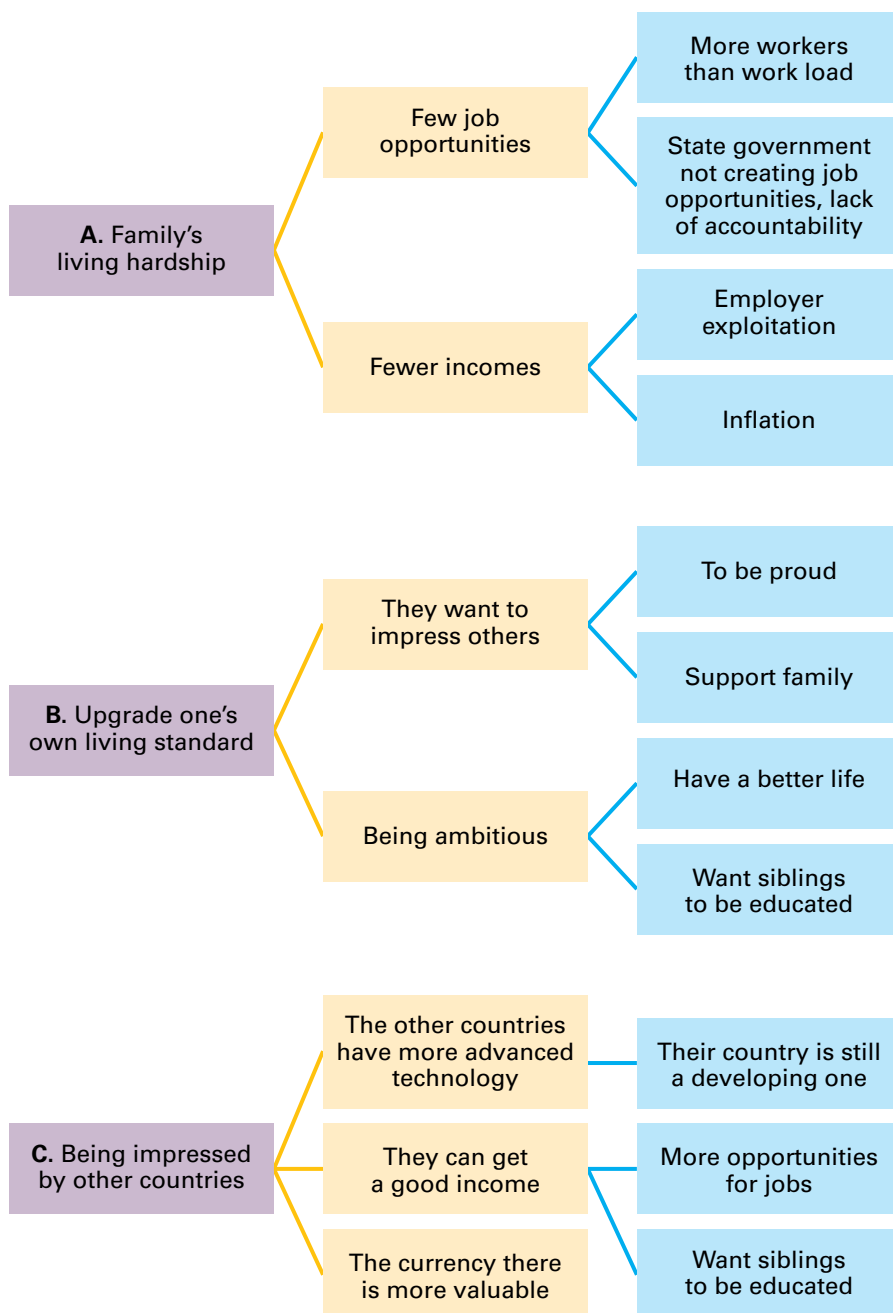 A. Family's
living hardship
Few job
opportunities
More workers
than work load
State government
not creating job
opportunities, lack
of accountability
Fewer incomes
Employer
exploitation
Inflation
B. Upgrade one's
own living standard
They want to
impress others
To be proud
Support family
Being ambitious
Have a better life
Want siblings
to be educated
C. Being impressed
by other countries
The other countries
have more advanced
technology
Their country is still
a developing one
They can get
a good income
More opportunities
for jobs
Want siblings
to be educated
The currency there
is more valuable